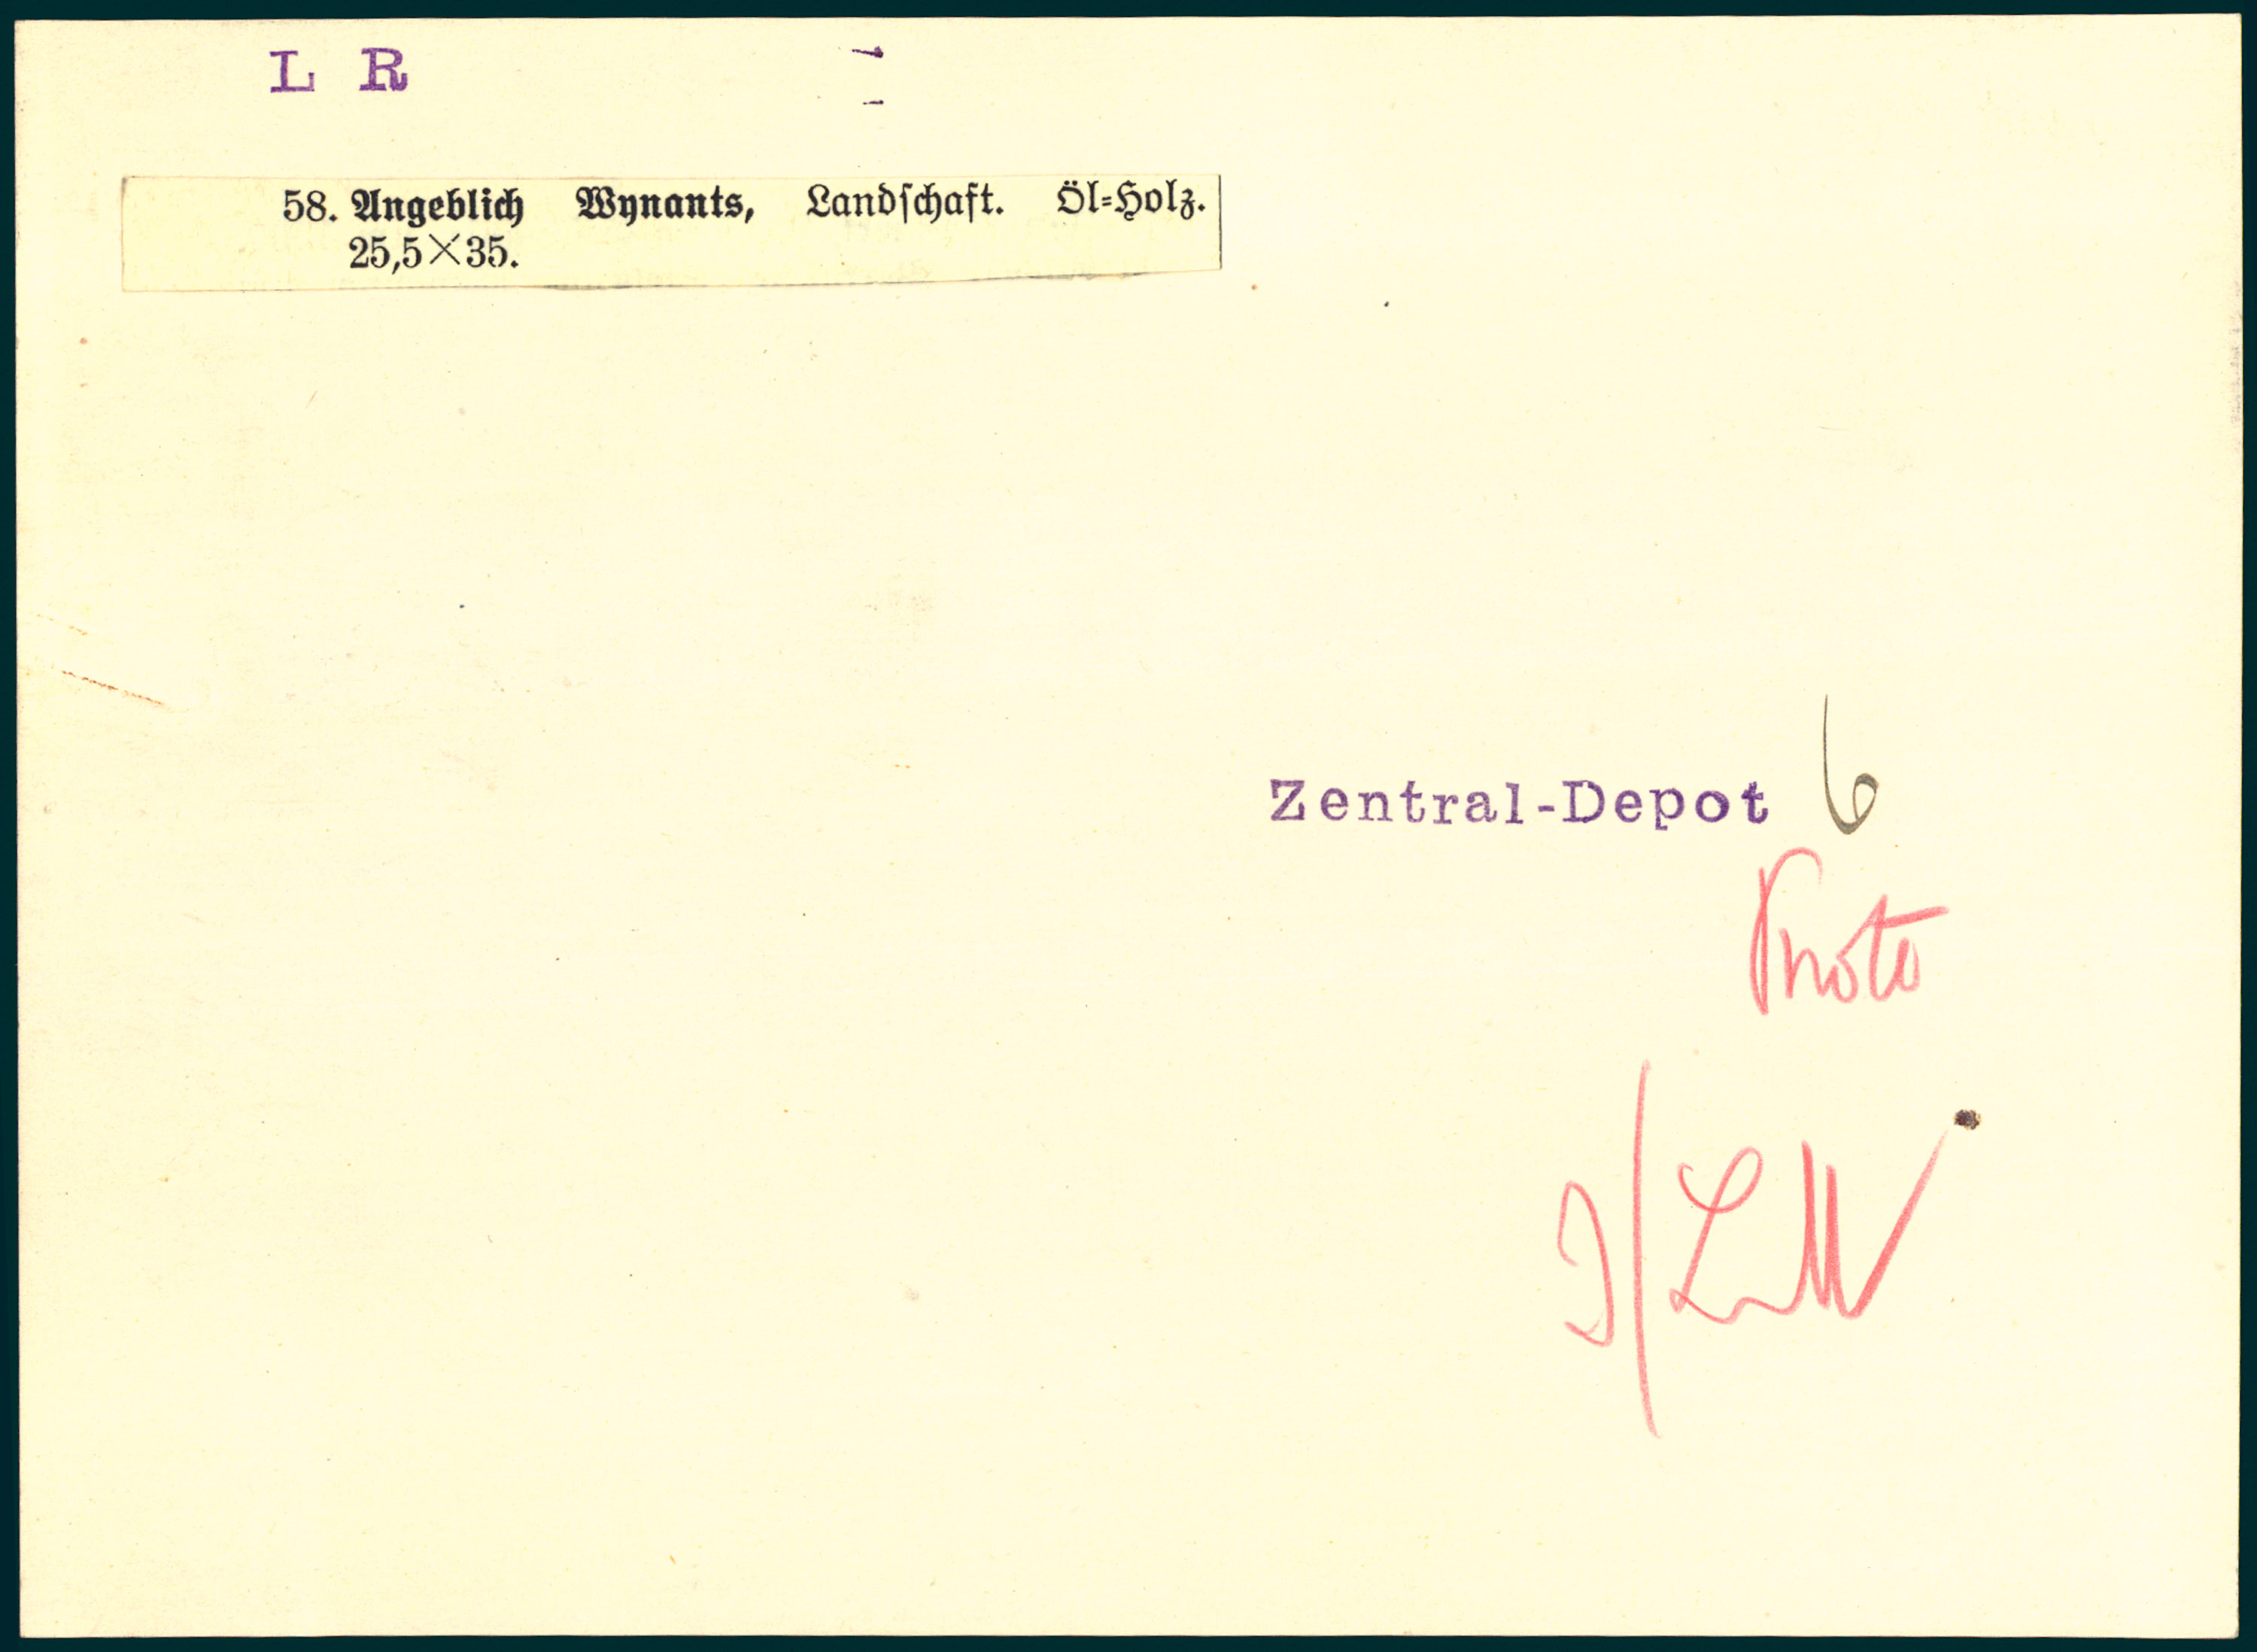 L R
58. Angeblich Wynants, Landschaft. Öl=Holz.
25,5×35.
Zentral-Depot 6
Photo